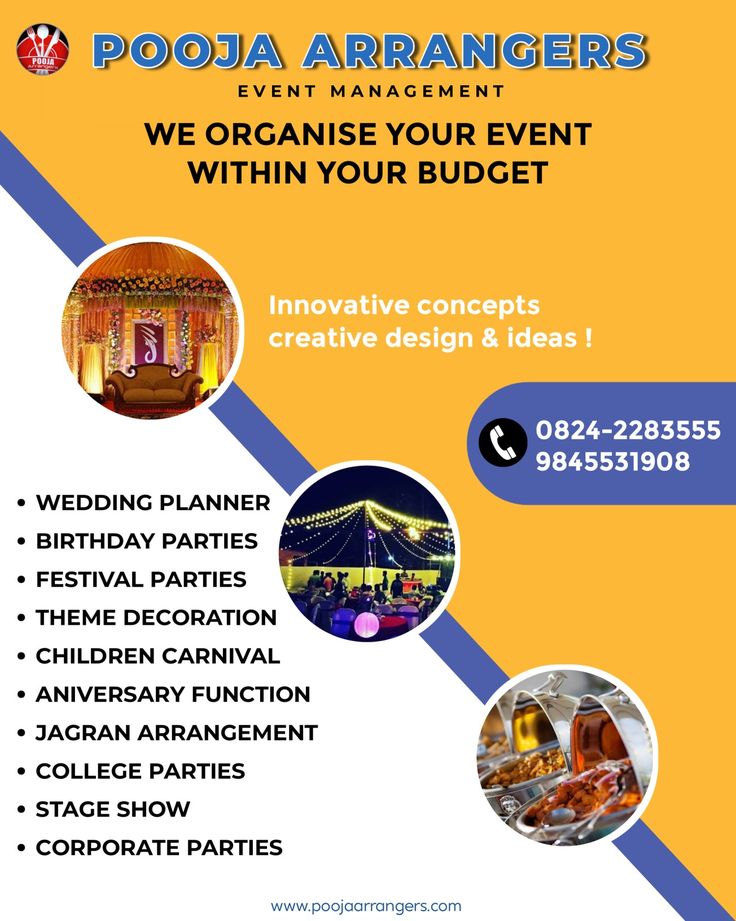 POOJA
Arrangers
POOJA ARRANGERS
EVENT MANAGEMENT
WE ORGANISE YOUR EVENT
WITHIN YOUR BUDGET
Innovative concepts
creative design & ideas !
0824-2283555
9845531908
• WEDDING PLANNER
• BIRTHDAY PARTIES
• FESTIVAL PARTIES
• THEME DECORATION
• CHILDREN CARNIVAL
• ANIVERSARY FUNCTION
• JAGRAN ARRANGEMENT
• COLLEGE PARTIES
• STAGE SHOW
• CORPORATE PARTIES
www.poojaarrangers.com